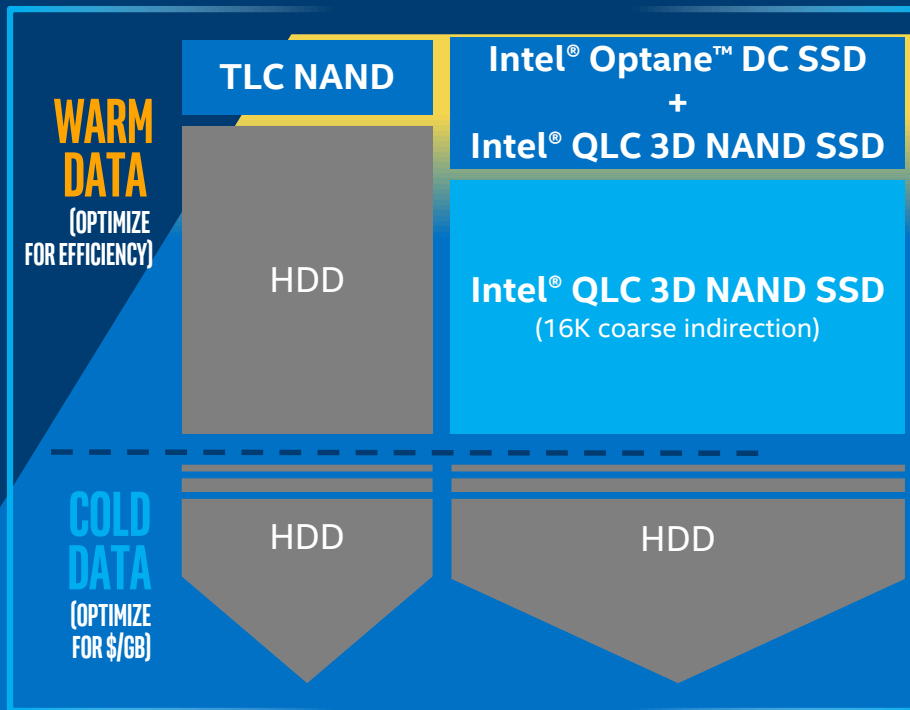 TLC NAND
Intel® Optane™ DC SSD
+
Intel® QLC 3D NAND SSD
WARM
DATA
(OPTIMIZE
FOR EFFICIENCY)
HDD
Intel® QLC 3D NAND SSD
(16K coarse indirection)
COLD
DATA
(OPTIMIZE
FOR $/GB)
HDD
HDD